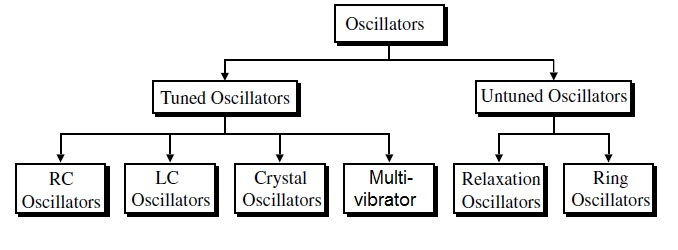 Oscillators
Tuned Oscillators
Untuned Oscillators
RC
Oscillators
LC
Oscillators
Crystal
Oscillators
Multi-
vibrator
Relaxation
Oscillators
Ring
Oscillators